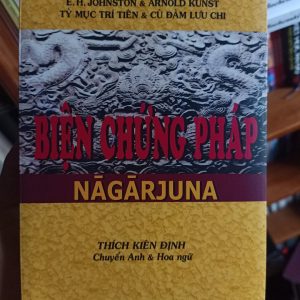 E. H. JOHNSTON & ARNOLD KUNST
TỲ MỤC TRÍ TIÊN & CÙ ĐÀM LƯU CHI
BIỆN CHỨNG PHÁP
NĀGĀRJUNA
THÍCH KIÊN ĐỊNH
Chuyển Anh & Hoa ngữ